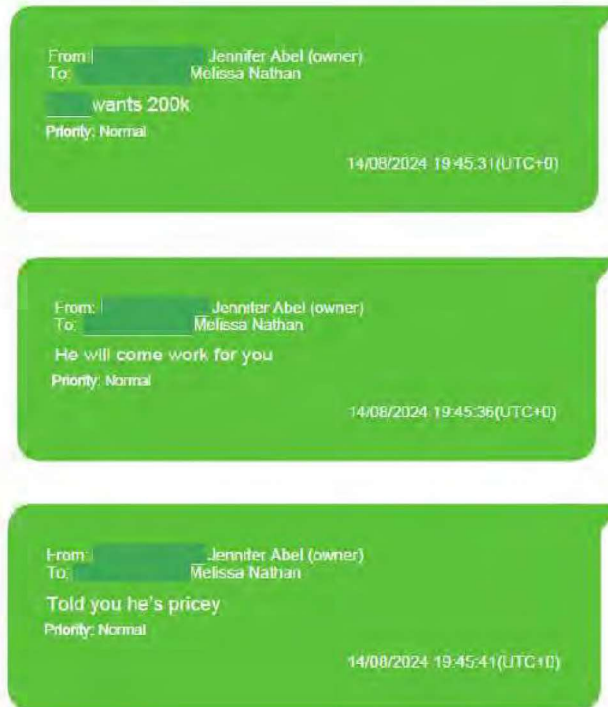 From: Jennifer Abel (owner)
To: Melissa Nathan
wants 200k
Priority: Normal
14/08/2024 19:45:31(UTC+0)
From: Jennifer Abel (owner)
To: Melissa Nathan
He will come work for you
Priority: Normal
14/08/2024 19:45:36(UTC+0)
From: Jennifer Abel (owner)
To: Melissa Nathan
Told you he's pricey
Priority: Normal
14/08/2024 19:45:41(UTC+0)